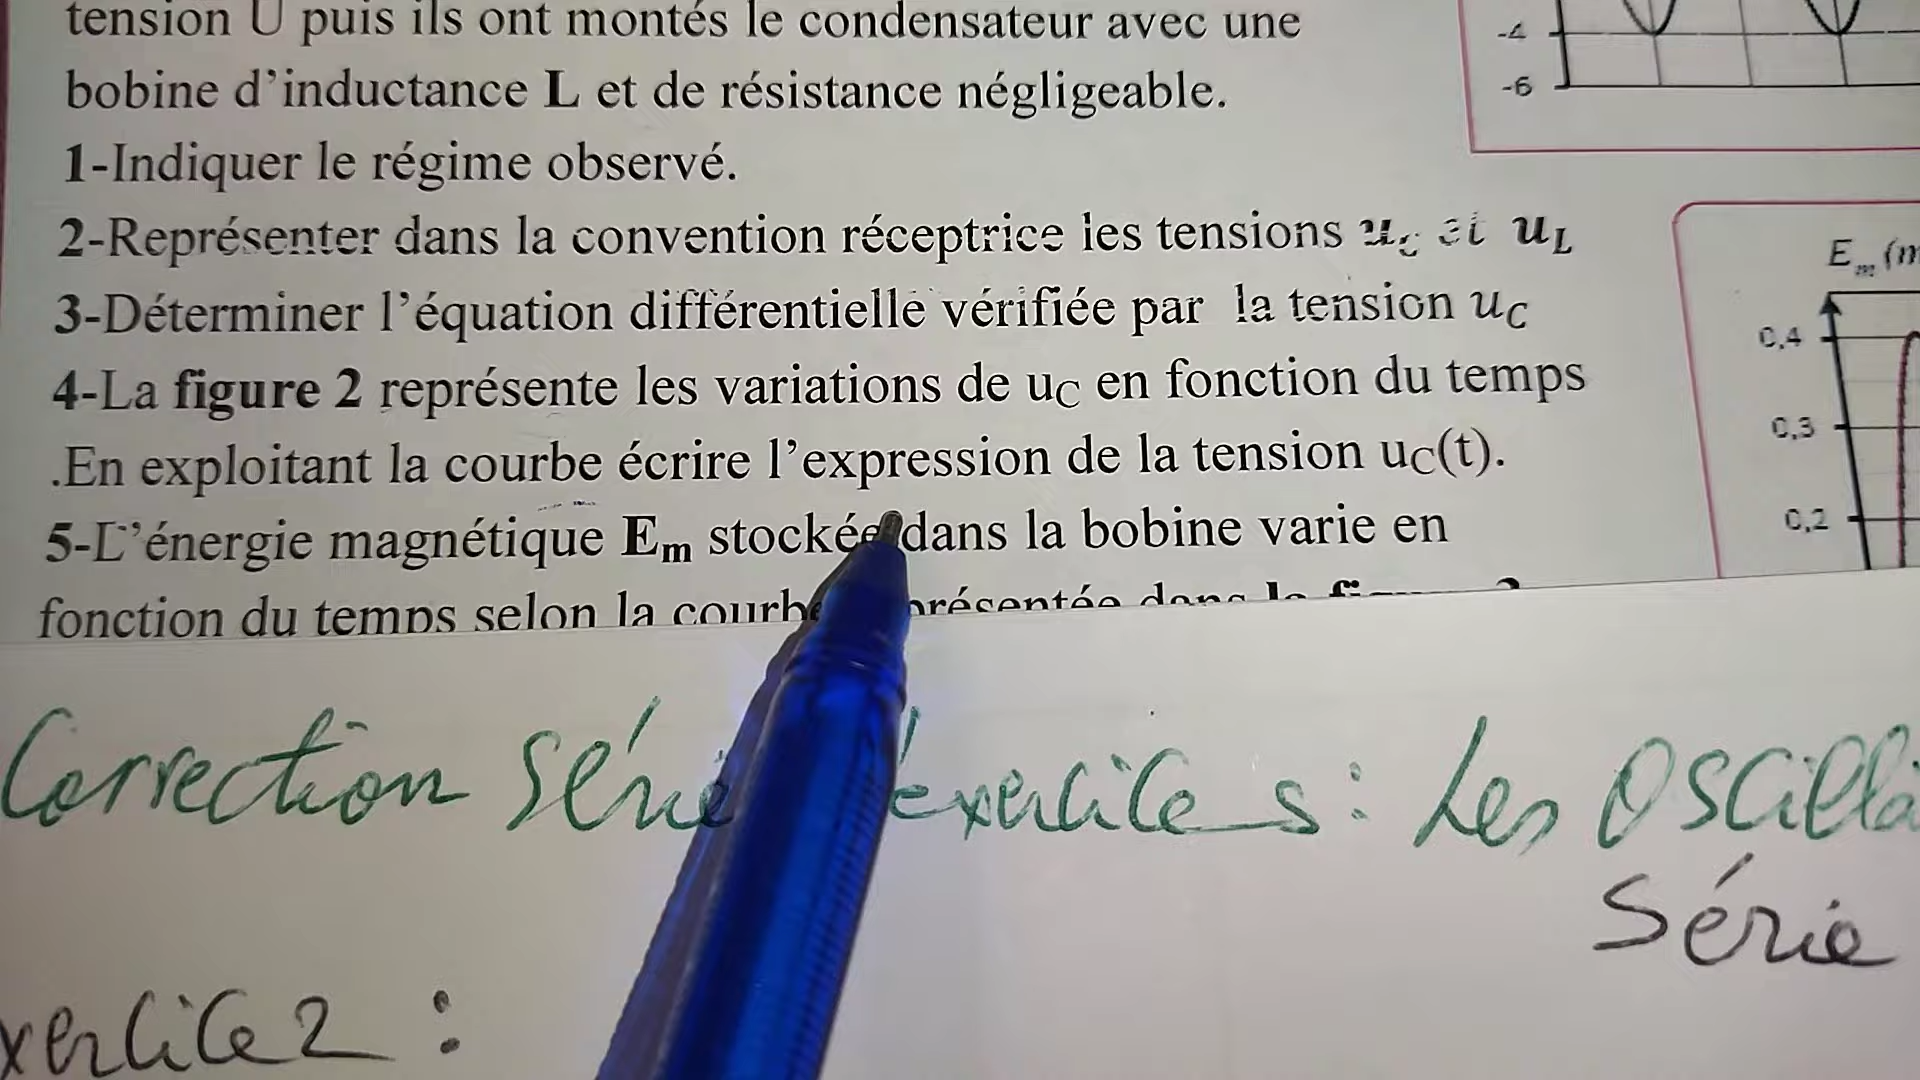 tension U puis ils ont montés le condensateur avec une
bobine d'inductance L et de résistance négligeable.
1-Indiquer le régime observé.
2-Représenter dans la convention réceptrice les tensions uC et uL
3-Déterminer l'équation différentielle vérifiée par la tension uC
4-La figure 2 représente les variations de uC en fonction du temps
.En exploitant la courbe écrire l'expression de la tension uC(t).
5-L'énergie magnétique Em stockée dans la bobine varie en
fonction du temps selon la courbe
-4
-6
Em (m
0,4
0,3
0,2
Correction Série exercices : Les Oscilla
Série
xercice 2 :